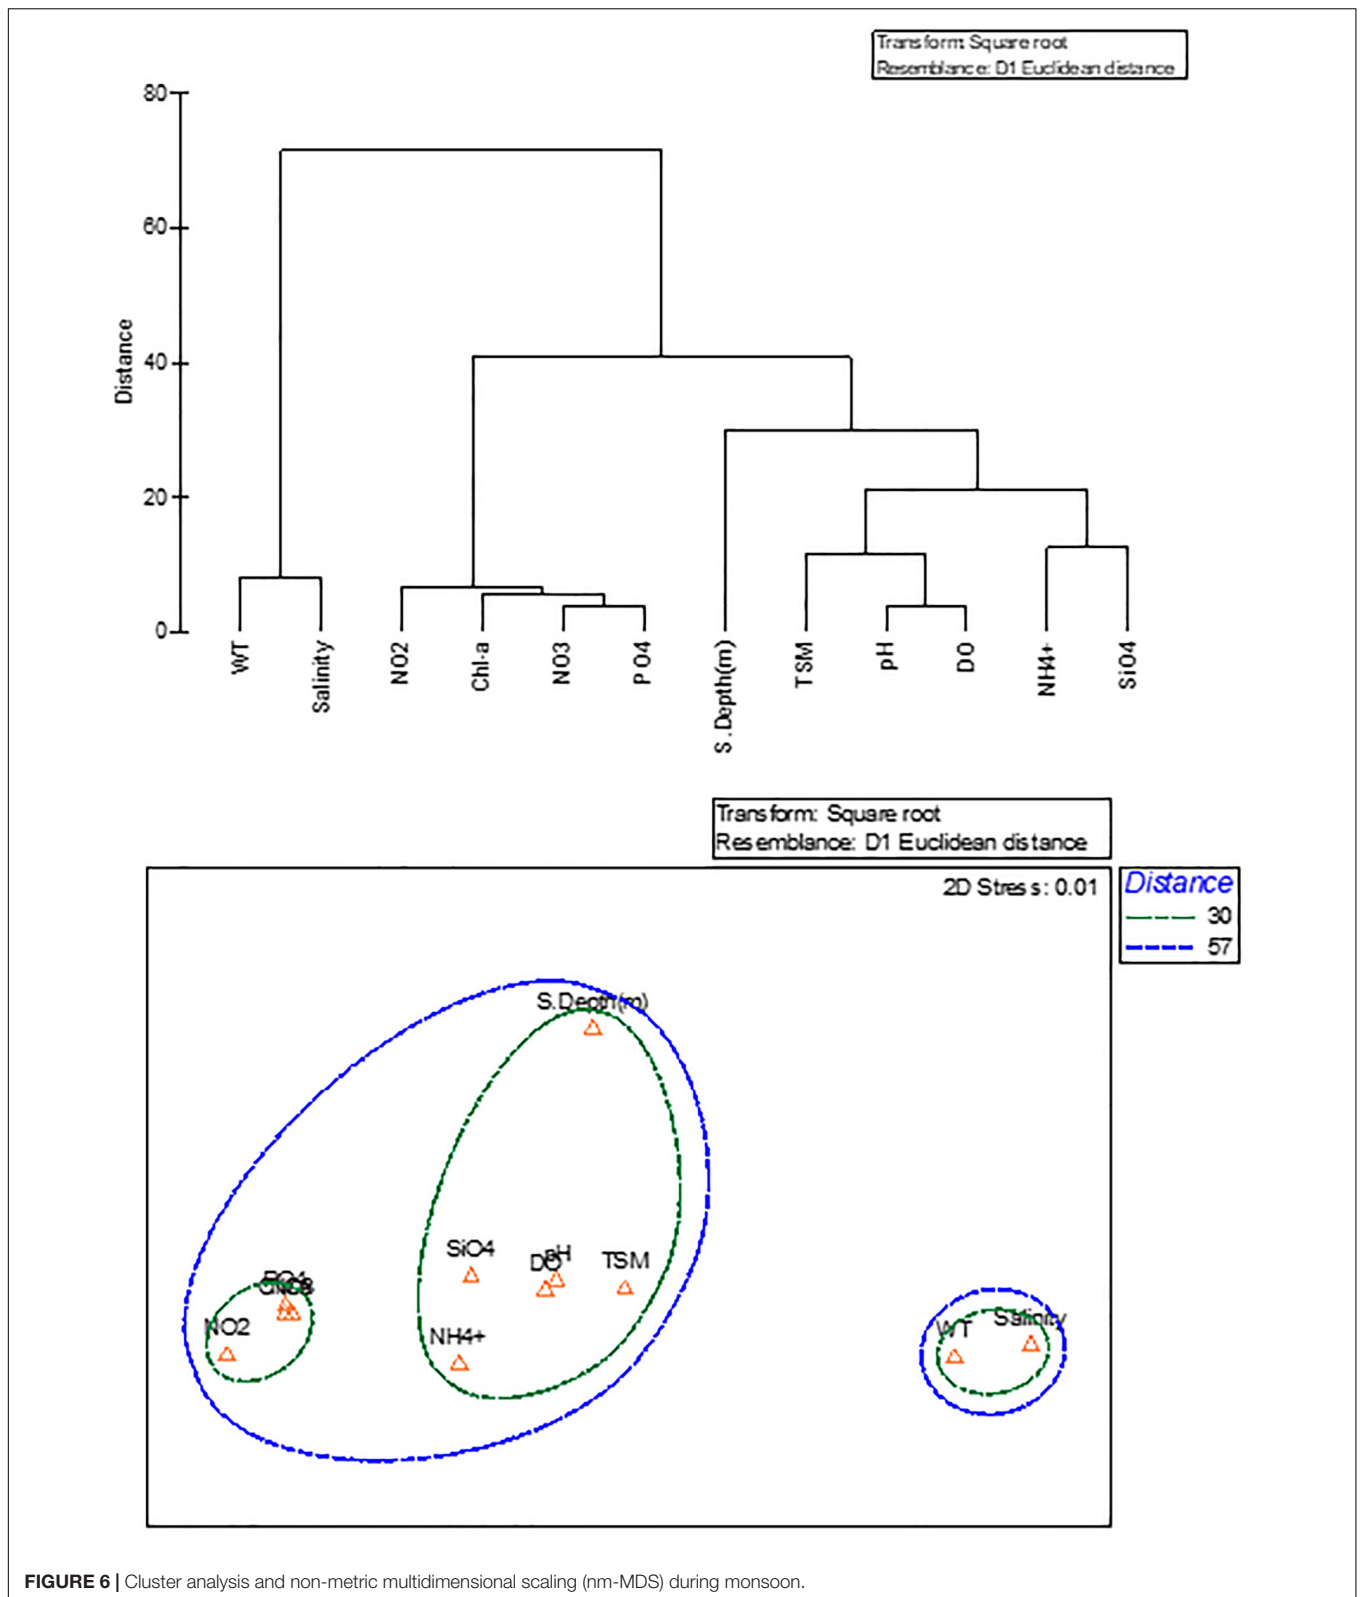 Transform: Square root
Resemblance: D1 Euclidean distance
80
60
40
20
0
Distance
WT
Salinity
NO2
Chl-a
NO3
PO4
S.Depth(m)
TSM
pH
DO
NH4+
SiO4
Transform: Square root
Resemblance: D1 Euclidean distance
2D Stress: 0.01
Distance
30
57
S.Depth(m)
SiO4
DO
pH
TSM
PO4
NO2
NH4+
WT
Salinity
FIGURE 6 | Cluster analysis and non-metric multidimensional scaling (nm-MDS) during monsoon.